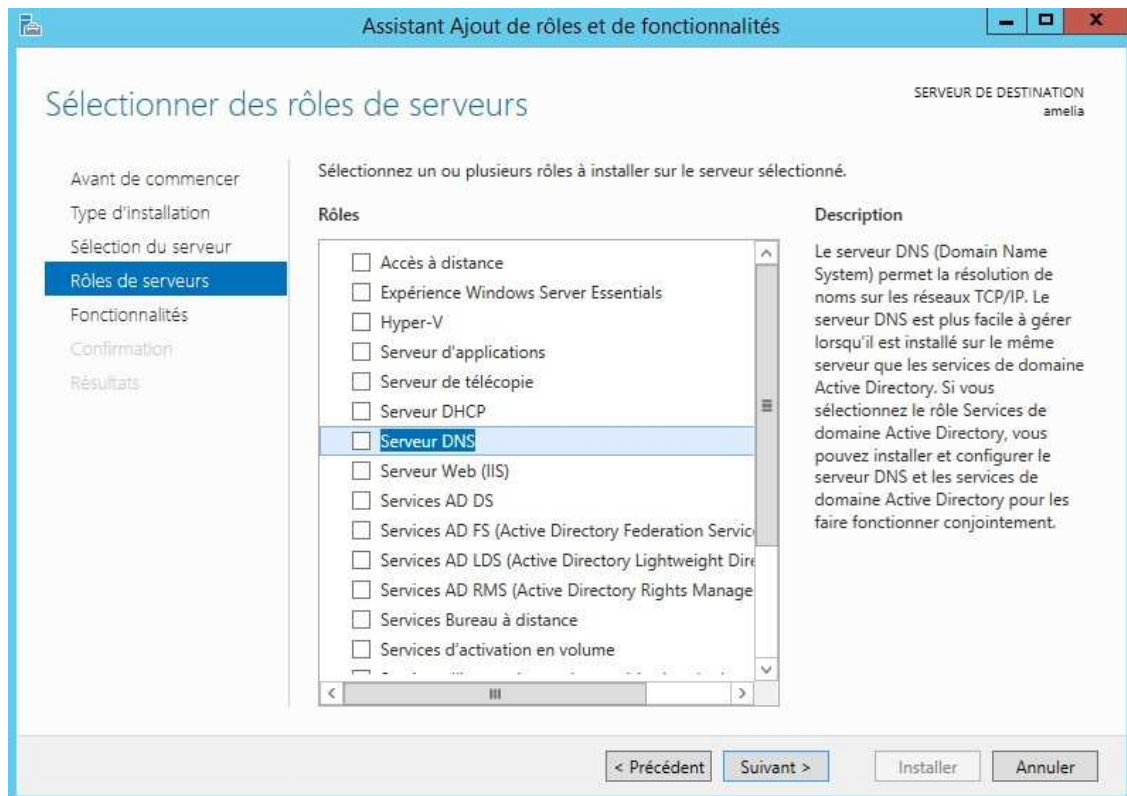 Assistant Ajout de rôles et de fonctionnalités
Sélectionner des rôles de serveurs
SERVEUR DE DESTINATION
amelia
Avant de commencer
Type d'installation
Sélection du serveur
Rôles de serveurs
Fonctionnalités
Confirmation
Résultats
Sélectionnez un ou plusieurs rôles à installer sur le serveur sélectionné.
Rôles
Accès à distance
Expérience Windows Server Essentials
Hyper-V
Serveur d'applications
Serveur de télécopie
Serveur DHCP
Serveur DNS
Serveur Web (IIS)
Services AD DS
Services AD FS (Active Directory Federation Servic
Services AD LDS (Active Directory Lightweight Dire
Services AD RMS (Active Directory Rights Manage
Services Bureau à distance
Services d'activation en volume
Description
Le serveur DNS (Domain Name
System) permet la résolution de
noms sur les réseaux TCP/IP. Le
serveur DNS est plus facile à gérer
lorsqu'il est installé sur le même
serveur que les services de domaine
Active Directory. Si vous
sélectionnez le rôle Services de
domaine Active Directory, vous
pouvez installer et configurer le
serveur DNS et les services de
domaine Active Directory pour les
faire fonctionner conjointement.
< Précédent
Suivant >
Installer
Annuler